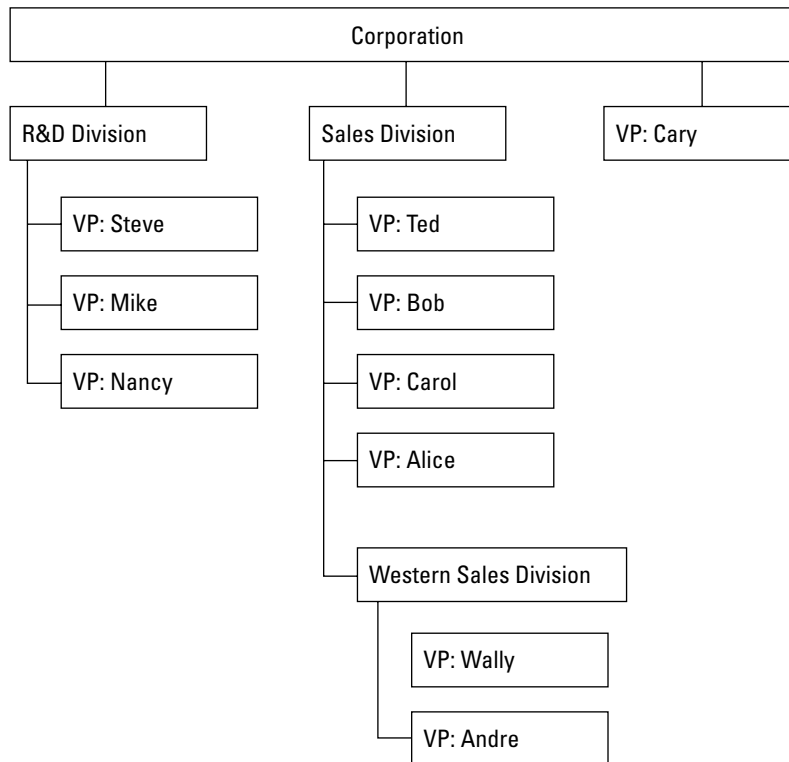 Corporation
R&D Division
Sales Division
VP: Cary
VP: Steve
VP: Mike
VP: Nancy
VP: Ted
VP: Bob
VP: Carol
VP: Alice
Western Sales Division
VP: Wally
VP: Andre